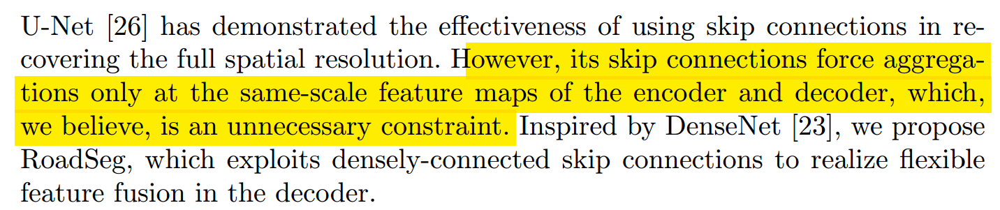 U-Net [26] has demonstrated the effectiveness of using skip connections in re-
covering the full spatial resolution. However, its skip connections force aggrega-
tions only at the same-scale feature maps of the encoder and decoder, which,
we believe, is an unnecessary constraint. Inspired by DenseNet [23], we propose
RoadSeg, which exploits densely-connected skip connections to realize flexible
feature fusion in the decoder.